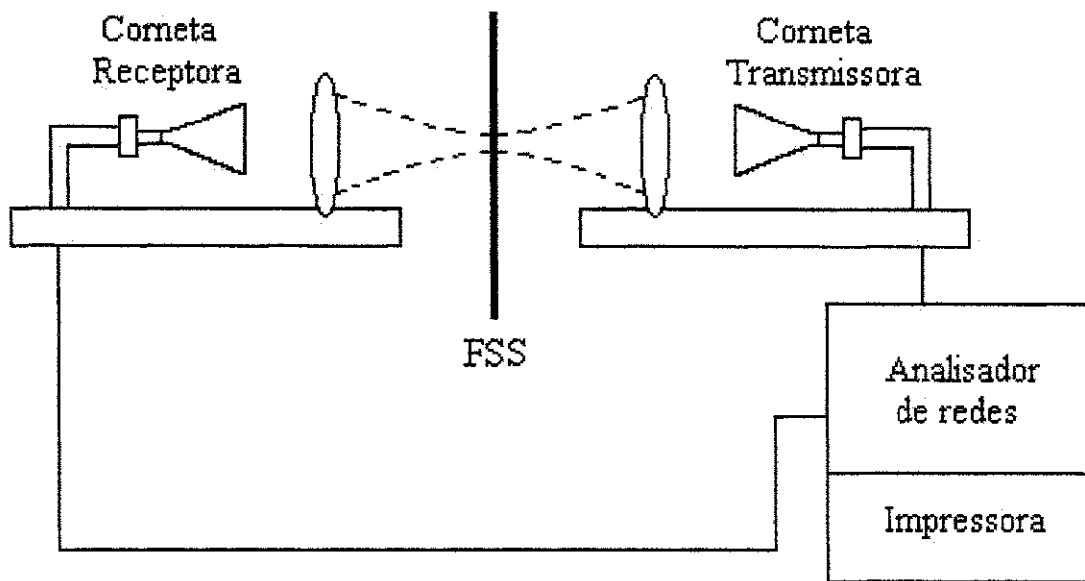 Corneta
Receptora
Corneta
Transmissora
FSS
Analisador
de redes
Impressora